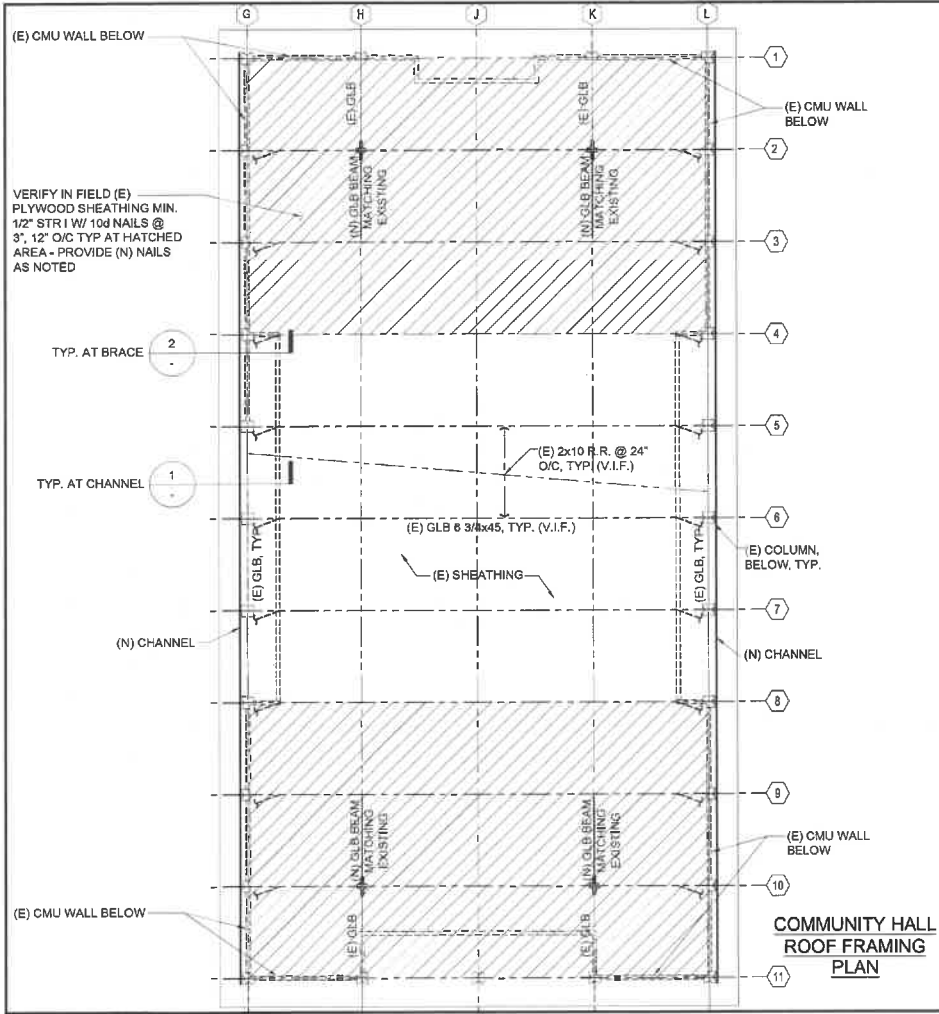 G H J K L
(E) CMU WALL BELOW
1
(E) GLB
(E) GLB
(E) CMU WALL
BELOW
2
VERIFY IN FIELD (E)
PLYWOOD SHEATHING MIN.
1/2" STR I W/ 10d NAILS @
3", 12" O/C TYP AT HATCHED
AREA - PROVIDE (N) NAILS
AS NOTED
(N) GLB BEAM
MATCHING
EXISTING
(N) GLB BEAM
MATCHING
EXISTING
3
4
TYP. AT BRACE
2
-
5
(E) 2x10 R.R. @ 24"
O/C, TYP. (V.I.F.)
TYP. AT CHANNEL
1
-
6
(E) GLB 6 3/4x45, TYP. (V.I.F.)
(E) GLB, TYP
(E) GLB, TYP
(E) COLUMN,
BELOW, TYP.
(E) SHEATHING
7
(N) CHANNEL
(N) CHANNEL
8
9
(N) GLB BEAM
MATCHING
EXISTING
(N) GLB BEAM
MATCHING
EXISTING
(E) CMU WALL
BELOW
10
(E) CMU WALL BELOW
(E) GLB
(E) GLB
11
COMMUNITY HALL
ROOF FRAMING
PLAN